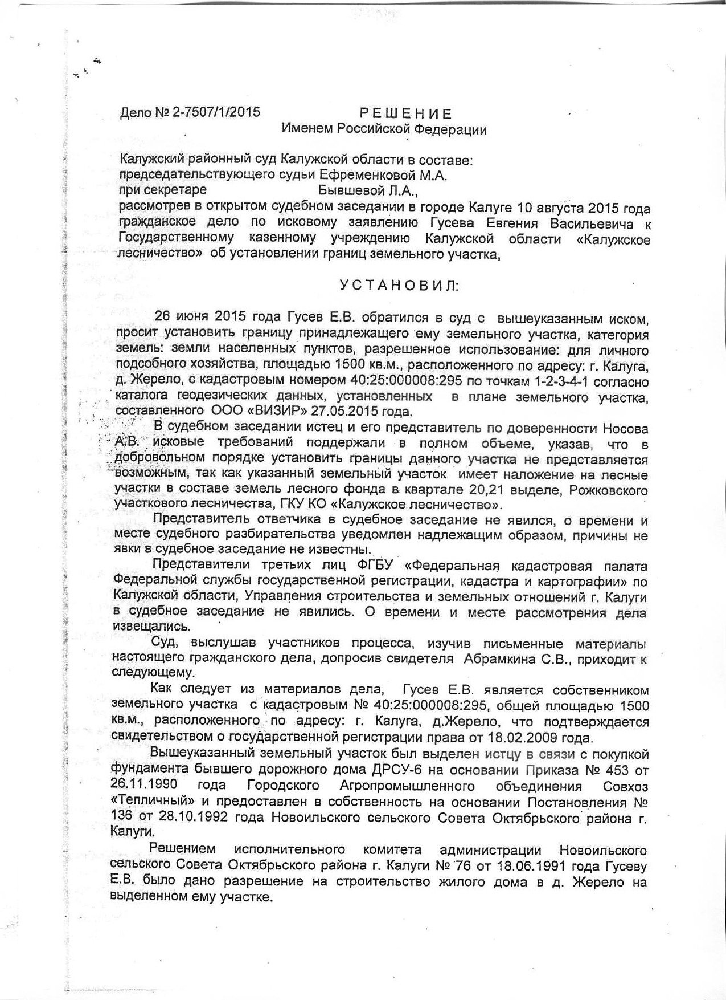 Дело № 2-7507/1/2015 Р Е Ш Е Н И Е
Именем Российской Федерации
Калужский районный суд Калужской области в составе:
председательствующего судьи Ефременковой М.А.
при секретаре Бывшевой Л.А.,
рассмотрев в открытом судебном заседании в городе Калуге 10 августа 2015 года
гражданское дело по исковому заявлению Гусева Евгения Васильевича к
Государственному казенному учреждению Калужской области «Калужское
лесничество» об установлении границ земельного участка,
У С Т А Н О В И Л:
26 июня 2015 года Гусев Е.В. обратился в суд с вышеуказанным иском,
просит установить границу принадлежащего ему земельного участка, категория
земель: земли населенных пунктов, разрешенное использование: для личного
подсобного хозяйства, площадью 1500 кв.м., расположенного по адресу: г. Калуга,
д. Жерело, с кадастровым номером 40:25:000008:295 по точкам 1-2-3-4-1 согласно
каталога геодезических данных, установленных в плане земельного участка,
составленного ООО «ВИЗИР» 27.05.2015 года.
В судебном заседании истец и его представитель по доверенности Носова
А.В. исковые требований поддержали в полном объеме, указав, что в
добровольном порядке установить границы данного участка не представляется
возможным, так как указанный земельный участок имеет наложение на лесные
участки в составе земель лесного фонда в квартале 20,21 выделе, Рожковского
участкового лесничества, ГКУ КО «Калужское лесничество».
Представитель ответчика в судебное заседание не явился, о времени и
месте судебного разбирательства уведомлен надлежащим образом, причины не
явки в судебное заседание не известны.
Представители третьих лиц ФГБУ «Федеральная кадастровая палата
Федеральной службы государственной регистрации, кадастра и картографии» по
Калужской области, Управления строительства и земельных отношений г. Калуги
в судебное заседание не явились. О времени и месте рассмотрения дела
извещались.
Суд, выслушав участников процесса, изучив письменные материалы
настоящего гражданского дела, допросив свидетеля Абрамкина С.В., приходит к
следующему.
Как следует из материалов дела, Гусев Е.В. является собственником
земельного участка с кадастровым № 40:25:000008:295, общей площадью 1500
кв.м., расположенного по адресу: г. Калуга, д.Жерело, что подтверждается
свидетельством о государственной регистрации права от 18.02.2009 года.
Вышеуказанный земельный участок был выделен истцу в связи с покупкой
фундамента бывшего дорожного дома ДРСУ-6 на основании Приказа № 453 от
26.11.1990 года Городского Агропромышленного объединения Совхоз
«Тепличный» и предоставлен в собственность на основании Постановления №
136 от 28.10.1992 года Новоильского сельского Совета Октябрьского района г.
Калуги.
Решением исполнительного комитета администрации Новоильского
сельского Совета Октябрьского района г. Калуги № 76 от 18.06.1991 года Гусеву
Е.В. было дано разрешение на строительство жилого дома в д. Жерело на
выделенном ему участке.